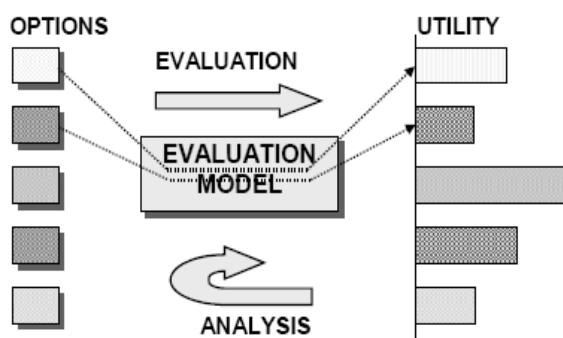 OPTIONS
UTILITY
EVALUATION
EVALUATION
MODEL
ANALYSIS